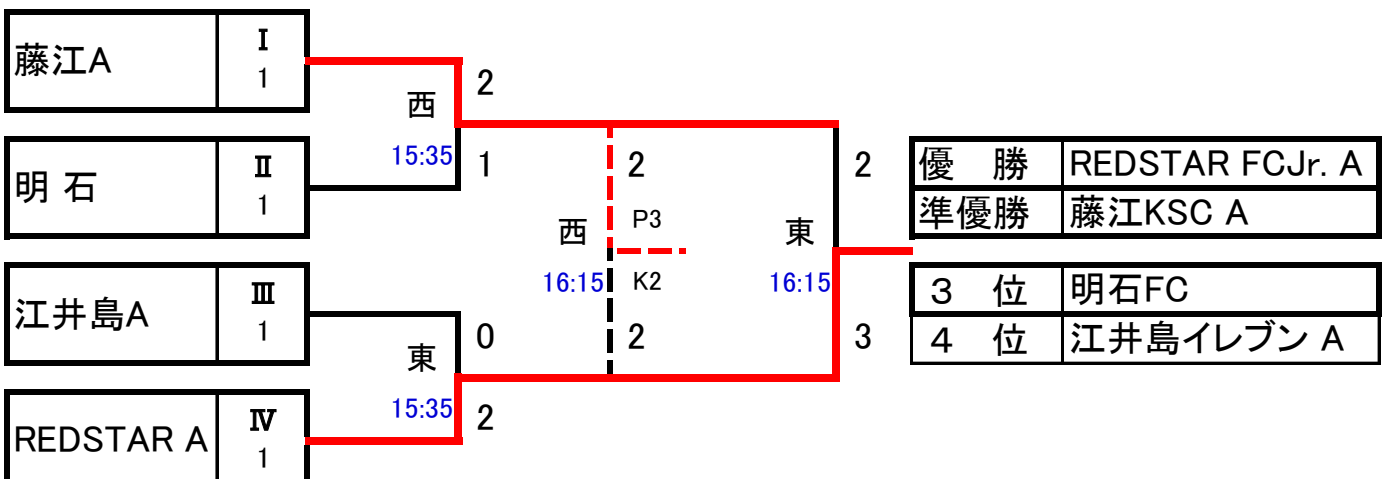 藤江A
Ⅰ
1
明 石
Ⅱ
1
江井島A
Ⅲ
1
REDSTAR A
Ⅳ
1
西
15:35
2
1
東
15:35
0
2
西
16:15
2
P3
K2
2
東
16:15
2
3
優　勝 REDSTAR FCJr. A
準優勝 藤江KSC A
３　位 明石FC
４　位 江井島イレブン A